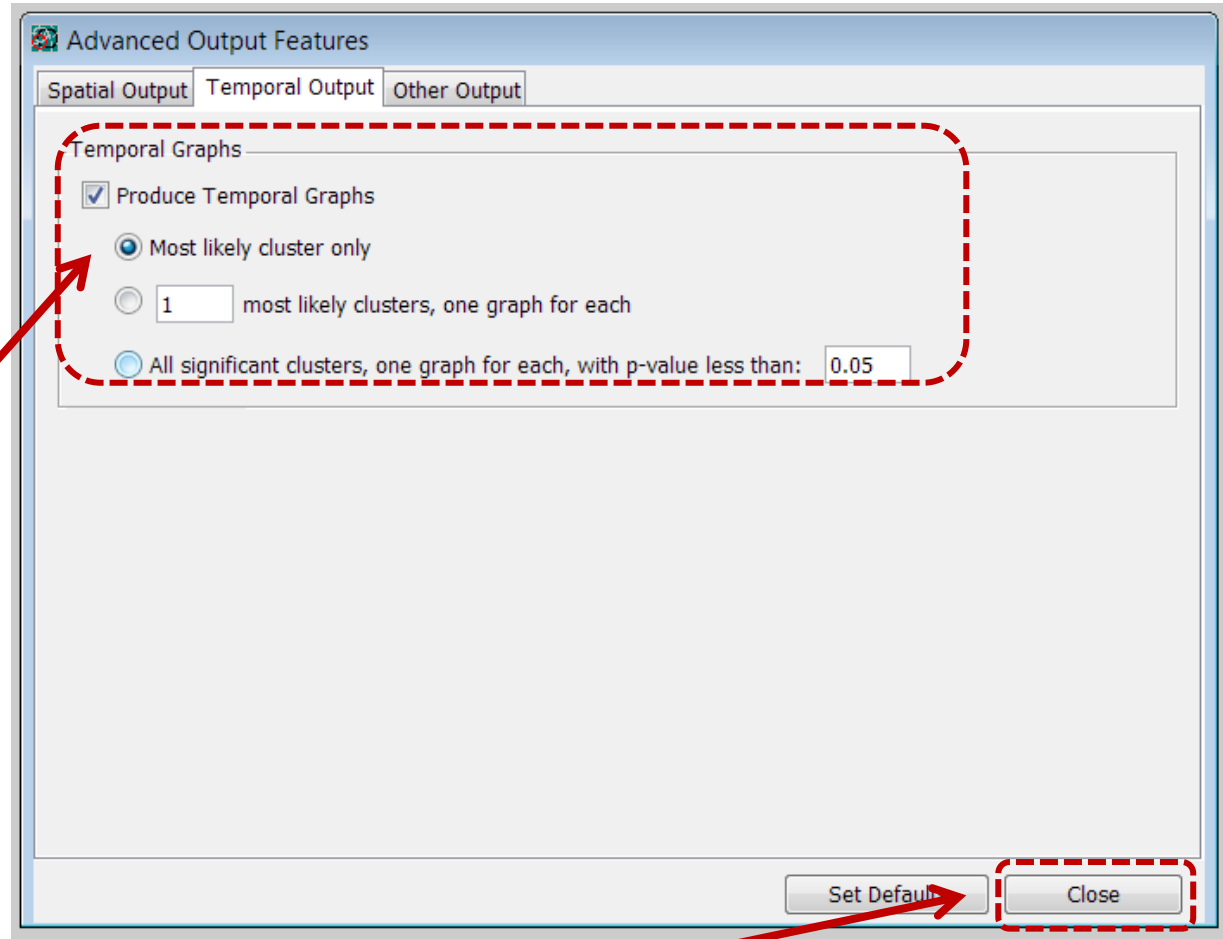 Advanced Output Features
Spatial Output Temporal Output Other Output
Temporal Graphs
Produce Temporal Graphs
Most likely cluster only
1 most likely clusters, one graph for each
All significant clusters, one graph for each, with p-value less than: 0.05
Set Defaul Close